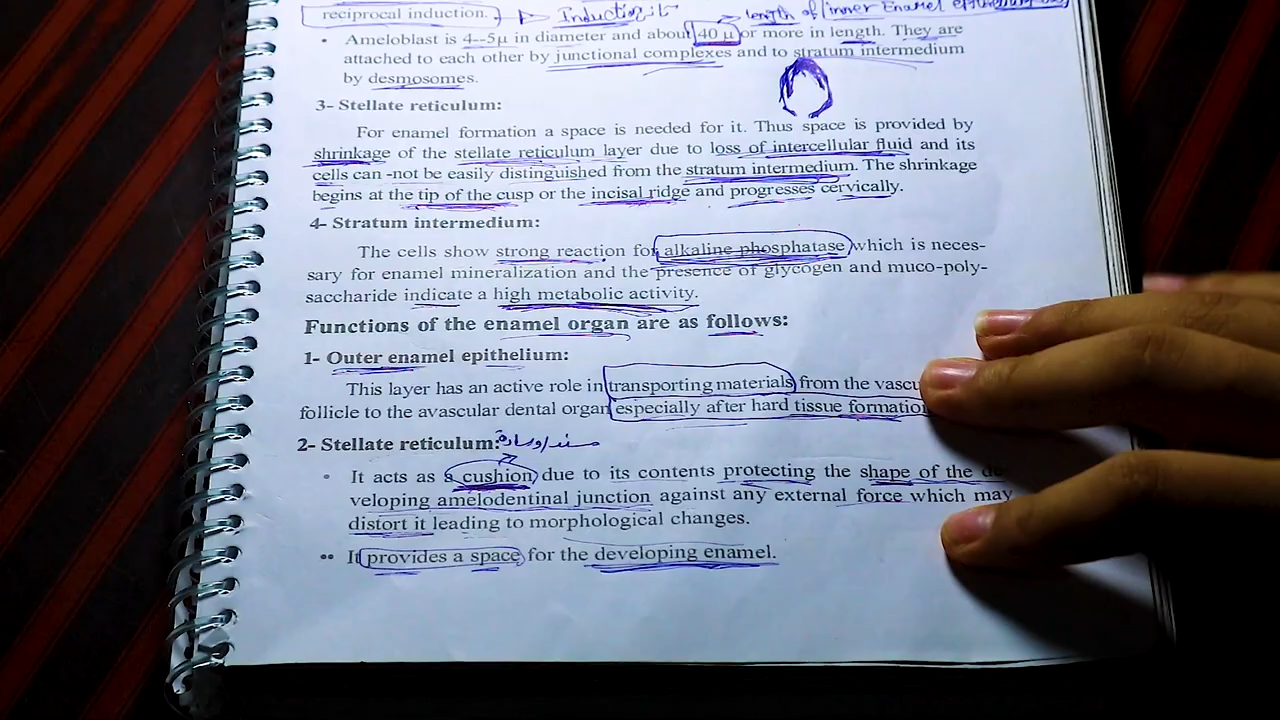 reciprocal induction. Induction length of inner Enamel
• Ameloblast is 4--5µ in diameter and about 40 µ or more in length. They are
attached to each other by junctional complexes and to stratum intermedium
by desmosomes.
3- Stellate reticulum:
For enamel formation a space is needed for it. Thus space is provided by
shrinkage of the stellate reticulum layer due to loss of intercellular fluid and its
cells can -not be easily distinguished from the stratum intermedium. The shrinkage
begins at the tip of the cusp or the incisal ridge and progresses cervically.
4- Stratum intermedium:
The cells show strong reaction for alkaline phosphatase which is neces-
sary for enamel mineralization and the presence of glycogen and muco-poly-
saccharide indicate a high metabolic activity.
Functions of the enamel organ are as follows:
1- Outer enamel epithelium:
This layer has an active role in transporting materials from the vascu
follicle to the avascular dental organ especially after hard tissue formation
2- Stellate reticulum:
• It acts as a cushion due to its contents protecting the shape of the de-
veloping amelodentinal junction against any external force which may
distort it leading to morphological changes.
•• It provides a space for the developing enamel.